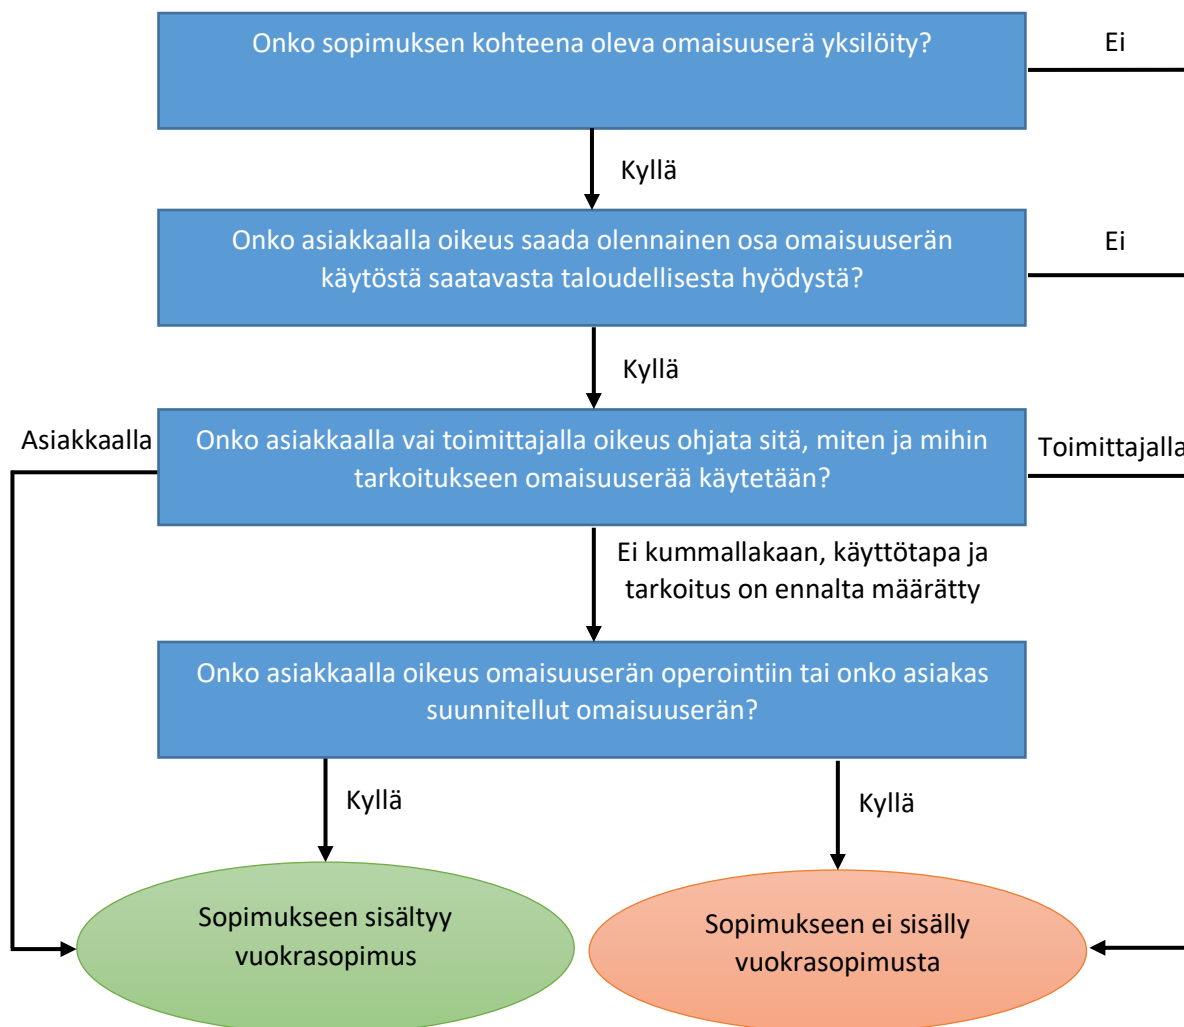 Onko sopimuksen kohteena oleva omaisuuserä yksilöity?
Ei
Kyllä
Onko asiakkaalla oikeus saada olennainen osa omaisuuserän
käytöstä saatavasta taloudellisesta hyödystä?
Ei
Kyllä
Asiakkaalla
Onko asiakkaalla vai toimittajalla oikeus ohjata sitä, miten ja mihin
tarkoitukseen omaisuuserää käytetään?
Toimittajalla
Ei kummallakaan, käyttötapa ja
tarkoitus on ennalta määrätty
Onko asiakkaalla oikeus omaisuuserän operointiin tai onko asiakas
suunnitellut omaisuuserän?
Kyllä
Kyllä
Sopimukseen sisältyy
vuokrasopimus
Sopimukseen ei sisälly
vuokrasopimusta